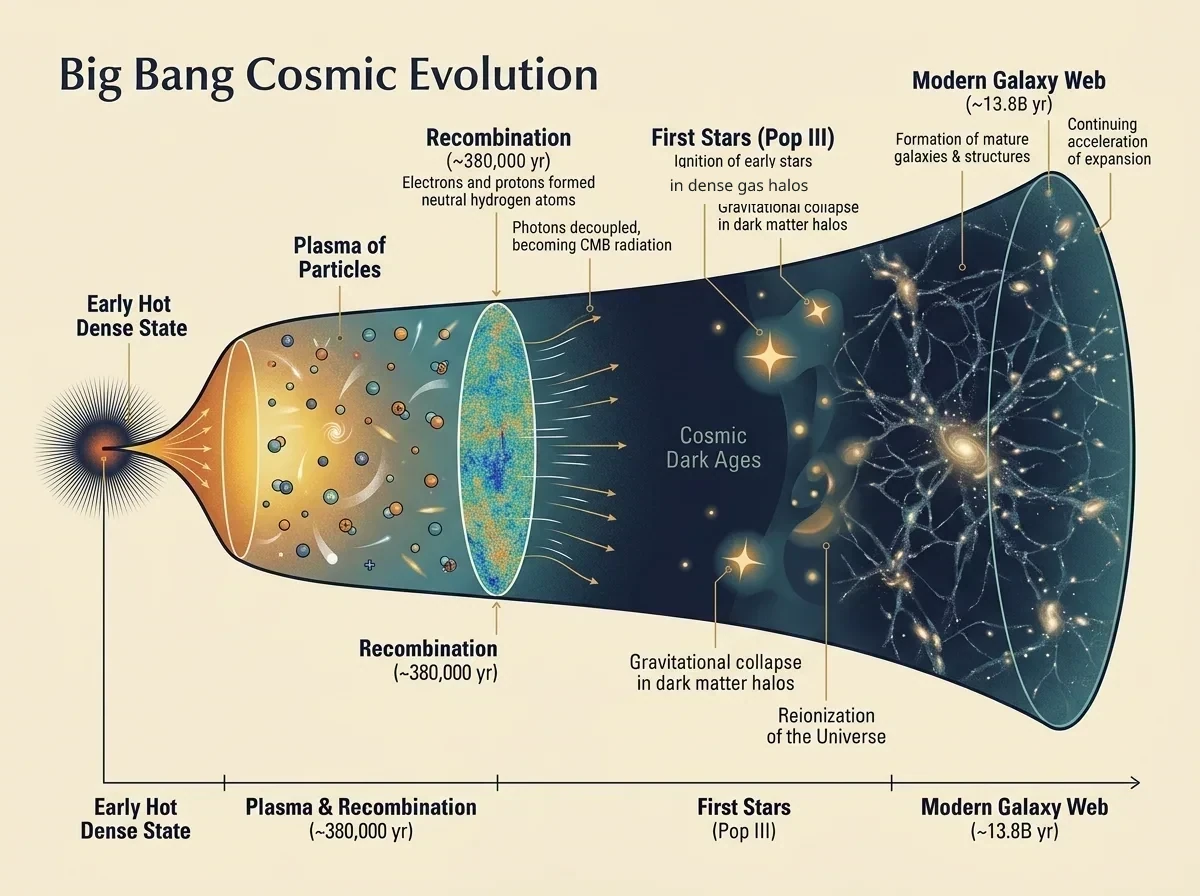 Big Bang Cosmic Evolution
Modern Galaxy Web
(~13.8B yr)
Formation of mature
galaxies & structures
Continuing
acceleration
of expansion
Recombination
(~380,000 yr)
Electrons and protons formed
neutral hydrogen atoms
First Stars (Pop III)
Ignition of early stars
in dense gas halos
Gravitational collapse
in dark matter halos
Photons decoupled,
becoming CMB radiation
Plasma of
Particles
Early Hot
Dense State
Cosmic
Dark Ages
Recombination
(~380,000 yr)
Gravitational collapse
in dark matter halos
Reionization
of the Universe
Early Hot
Dense State
Plasma & Recombination
(~380,000 yr)
First Stars
(Pop III)
Modern Galaxy Web
(~13.8B yr)